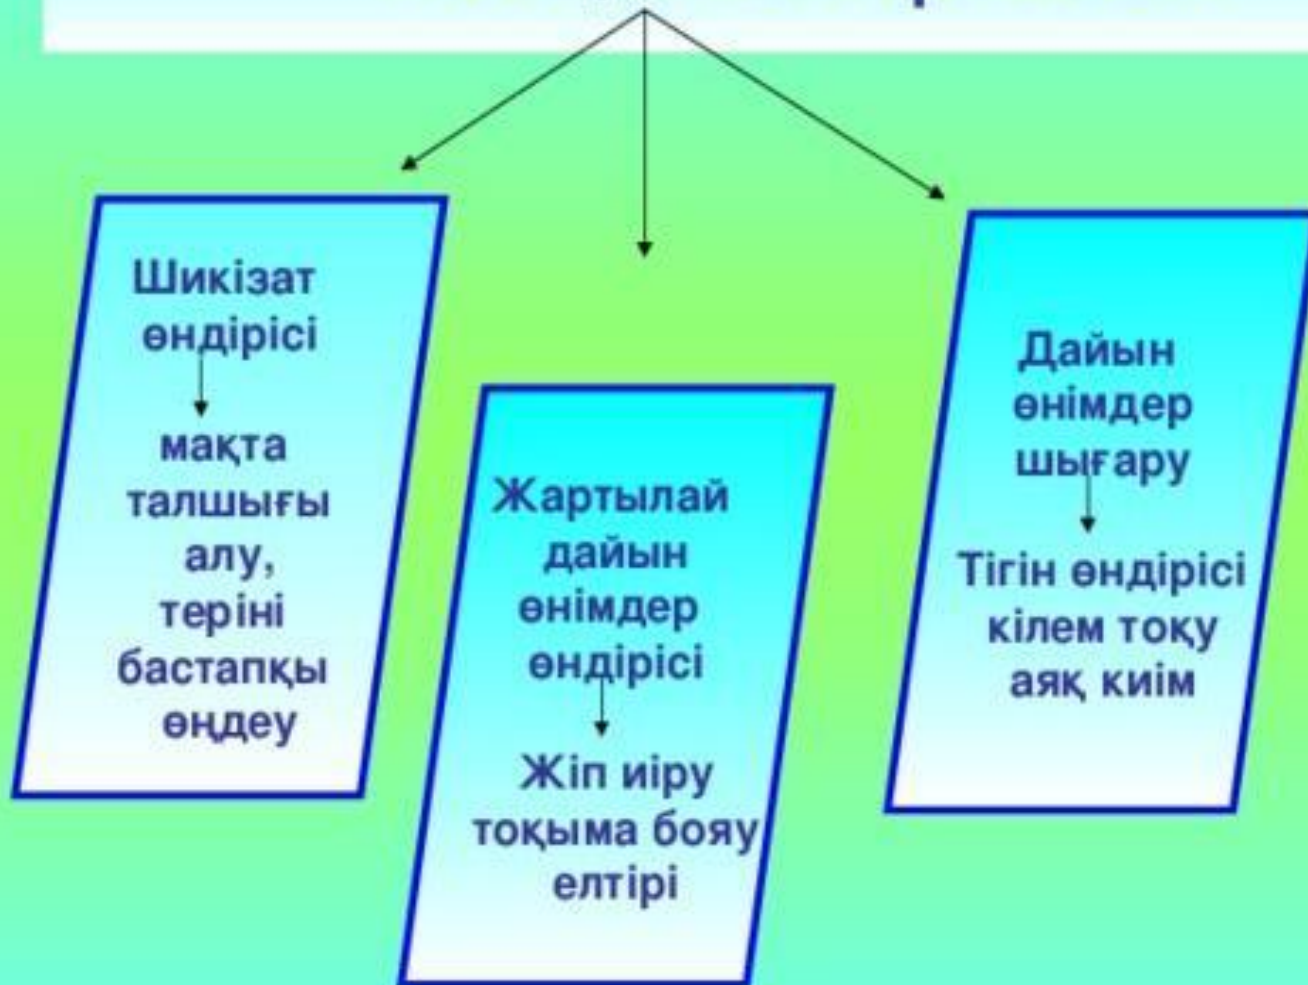 Шикізат
өндірісі
мақта
талшығы
алу,
теріні
бастапқы
өңдеу
Жартылай
дайын
өнімдер
өндірісі
Жіп иіру
тоқыма бояу
елтірі
Дайын
өнімдер
шығару
Тігін өндірісі
кілем тоқу
аяқ киім